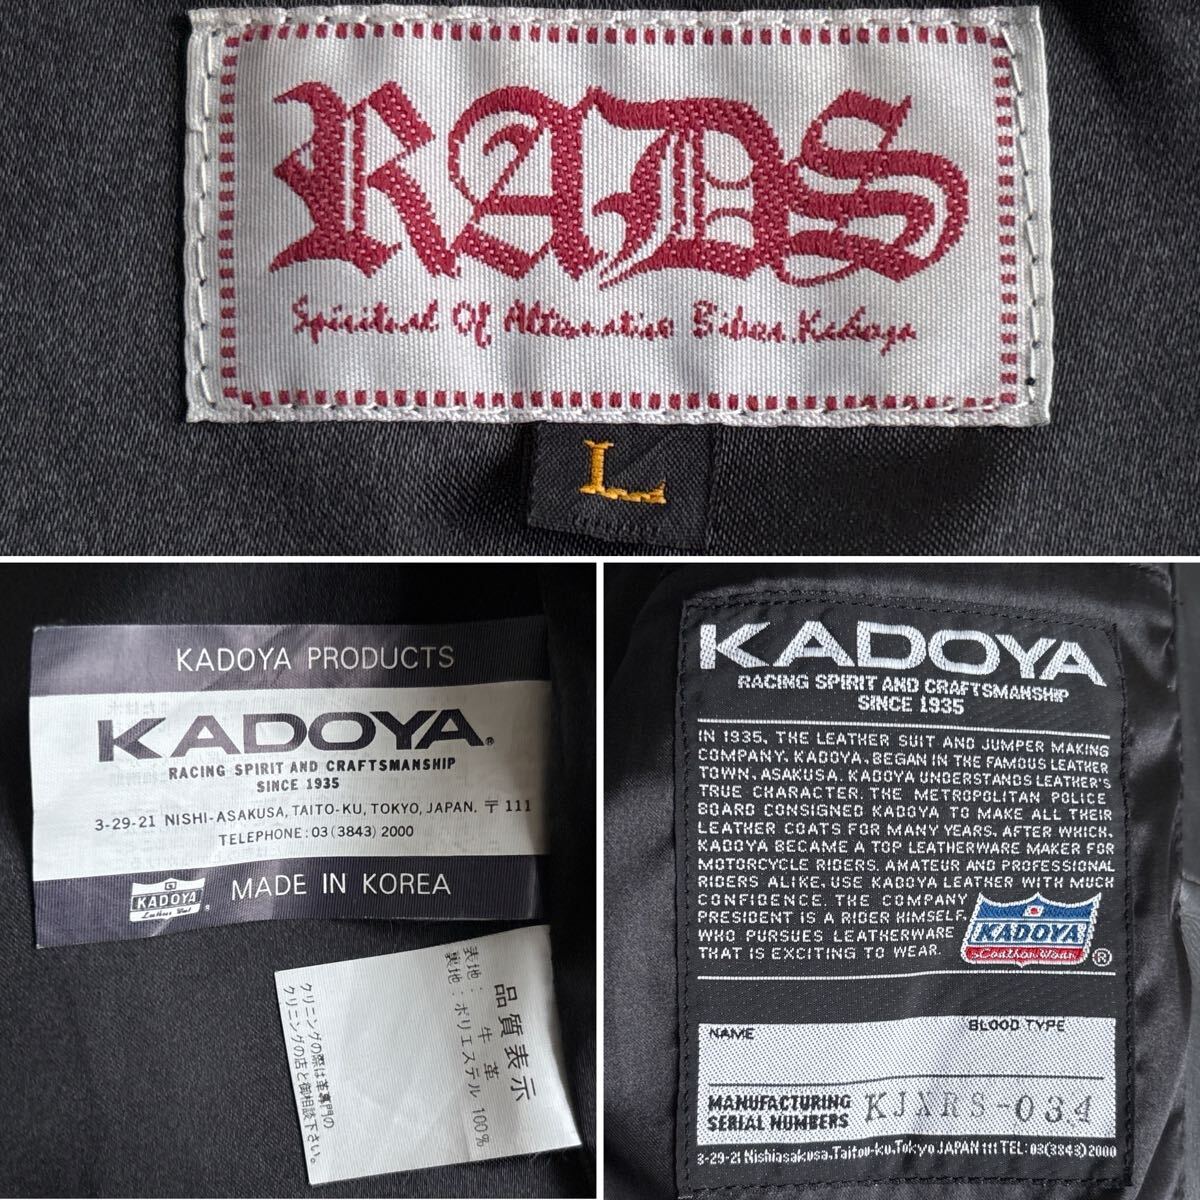 RADS
Spiritual Of Alternative Biker, Kadoya
L
KADOYA PRODUCTS
KADOYA®
RACING SPIRIT AND CRAFTSMANSHIP
SINCE 1935
3-29-21 NISHI-ASAKUSA, TAITO-KU, TOKYO, JAPAN. 〒111
TELEPHONE: 03 (3843) 2000
KADOYA
Leather Wear
® MADE IN KOREA
品質表示
表地：牛革
裏地：ポリエステル 100%
クリーニングの際は革専門の
クリーニングの店と御相談下さい。
KADOYA
RACING SPIRIT AND CRAFTSMANSHIP
SINCE 1935
IN 1935, THE LEATHER SUIT AND JUMPER MAKING
COMPANY, KADOYA, BEGAN IN THE FAMOUS LEATHER
TOWN, ASAKUSA. KADOYA UNDERSTANDS LEATHER'S
TRUE CHARACTER. THE METROPOLITAN POLICE
BOARD CONSIGNED KADOYA TO MAKE ALL THEIR
LEATHER COATS FOR MANY YEARS, AFTER WHICH,
KADOYA BECAME A TOP LEATHERWARE MAKER FOR
MOTORCYCLE RIDERS. AMATEUR AND PROFESSIONAL
RIDERS ALIKE, USE KADOYA LEATHER WITH MUCH
CONFIDENCE. THE COMPANY
PRESIDENT IS A RIDER HIMSELF,
WHO PURSUES LEATHERWARE
THAT IS EXCITING TO WEAR.
KADOYA
Leather Wear
®
NAME BLOOD TYPE
MANUFACTURING
SERIAL NUMBERS KJYRS 034
3-29-21 Nishiasakusa, Taitou-ku, Tokyo JAPAN 111 TEL: 03(3843)2000